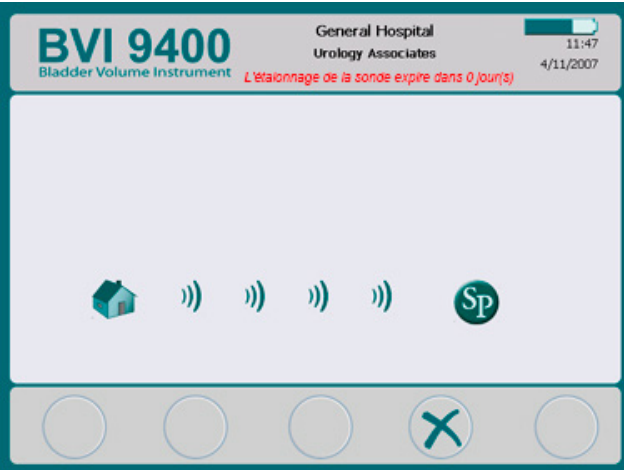 BVI 9400
Bladder Volume Instrument
General Hospital
Urology Associates
L'étalonnage de la sonde expire dans 0 jour(s)
11:47
4/11/2007
SP